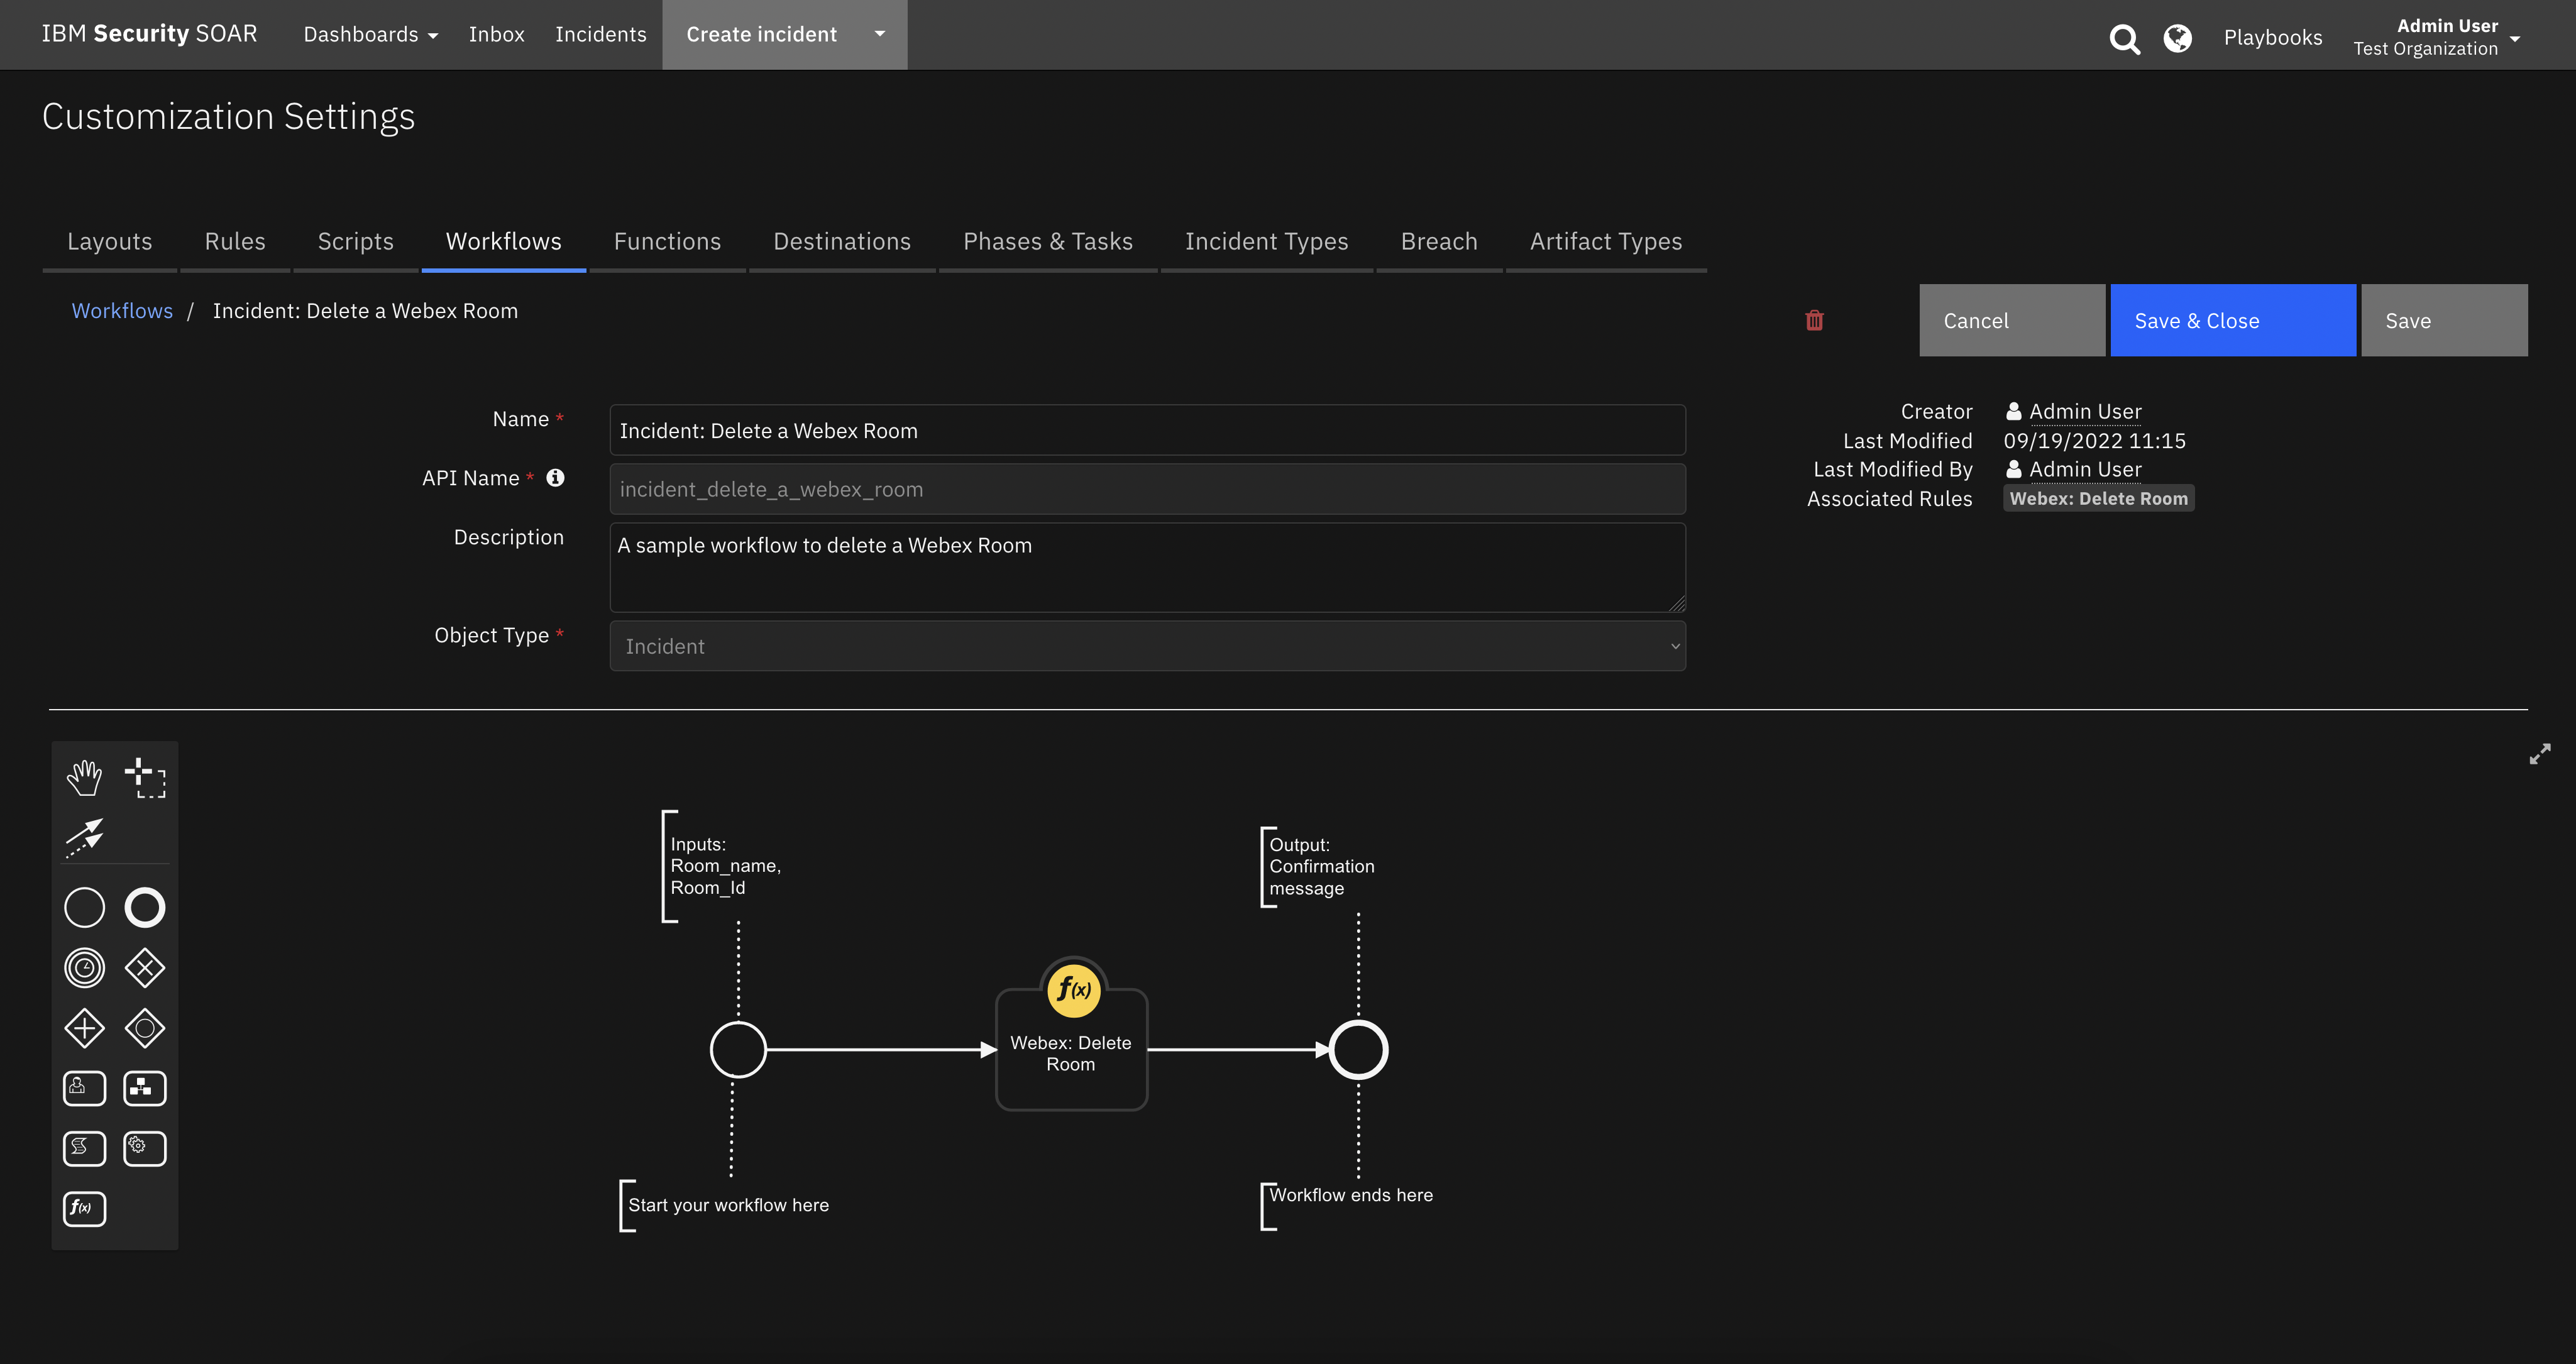 IBM Security SOAR Dashboards Inbox Incidents Create incident Playbooks Admin User
Test Organization
Customization Settings
Layouts Rules Scripts Workflows Functions Destinations Phases & Tasks Incident Types Breach Artifact Types
Workflows / Incident: Delete a Webex Room
Cancel Save & Close Save
Name * Incident: Delete a Webex Room
API Name * incident_delete_a_webex_room
Description A sample workflow to delete a Webex Room
Object Type * Incident
Creator Admin User
Last Modified 09/19/2022 11:15
Last Modified By Admin User
Associated Rules Webex: Delete Room
Inputs:
Room_name,
Room_Id
Output:
Confirmation
message
f(x)
Webex: Delete
Room
Start your workflow here
Workflow ends here
f(x)